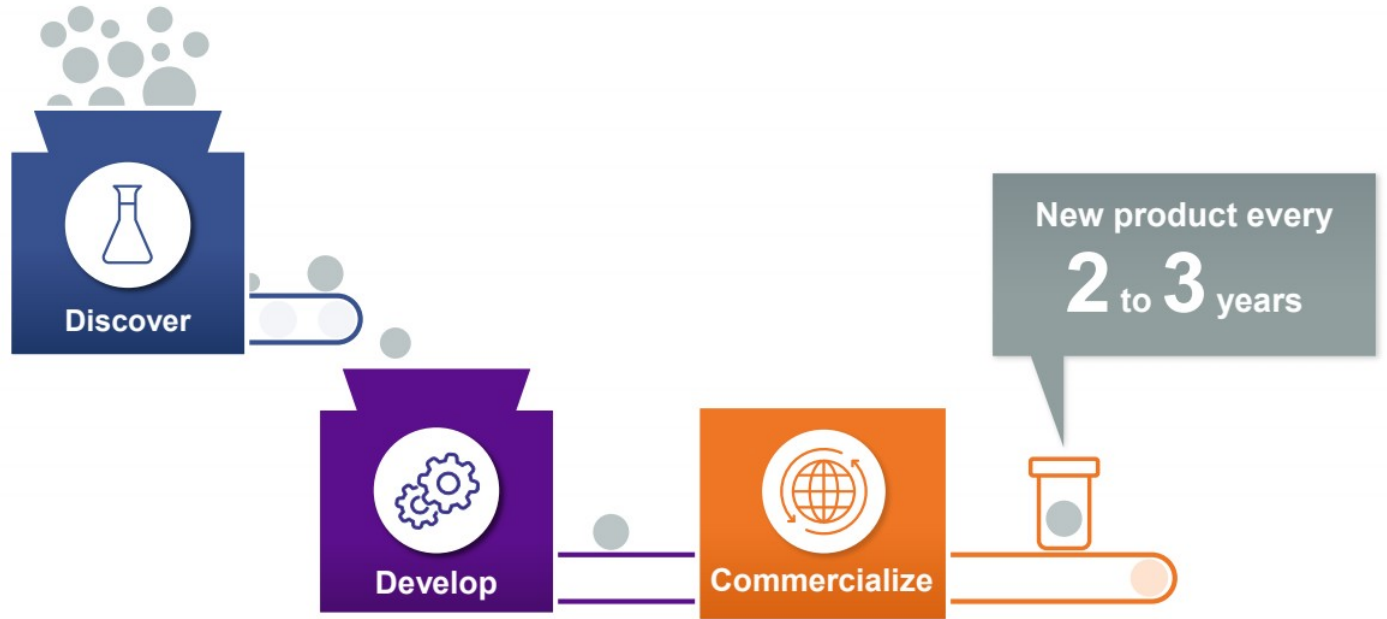 Discover
Develop
Commercialize
New product every
2 to 3 years